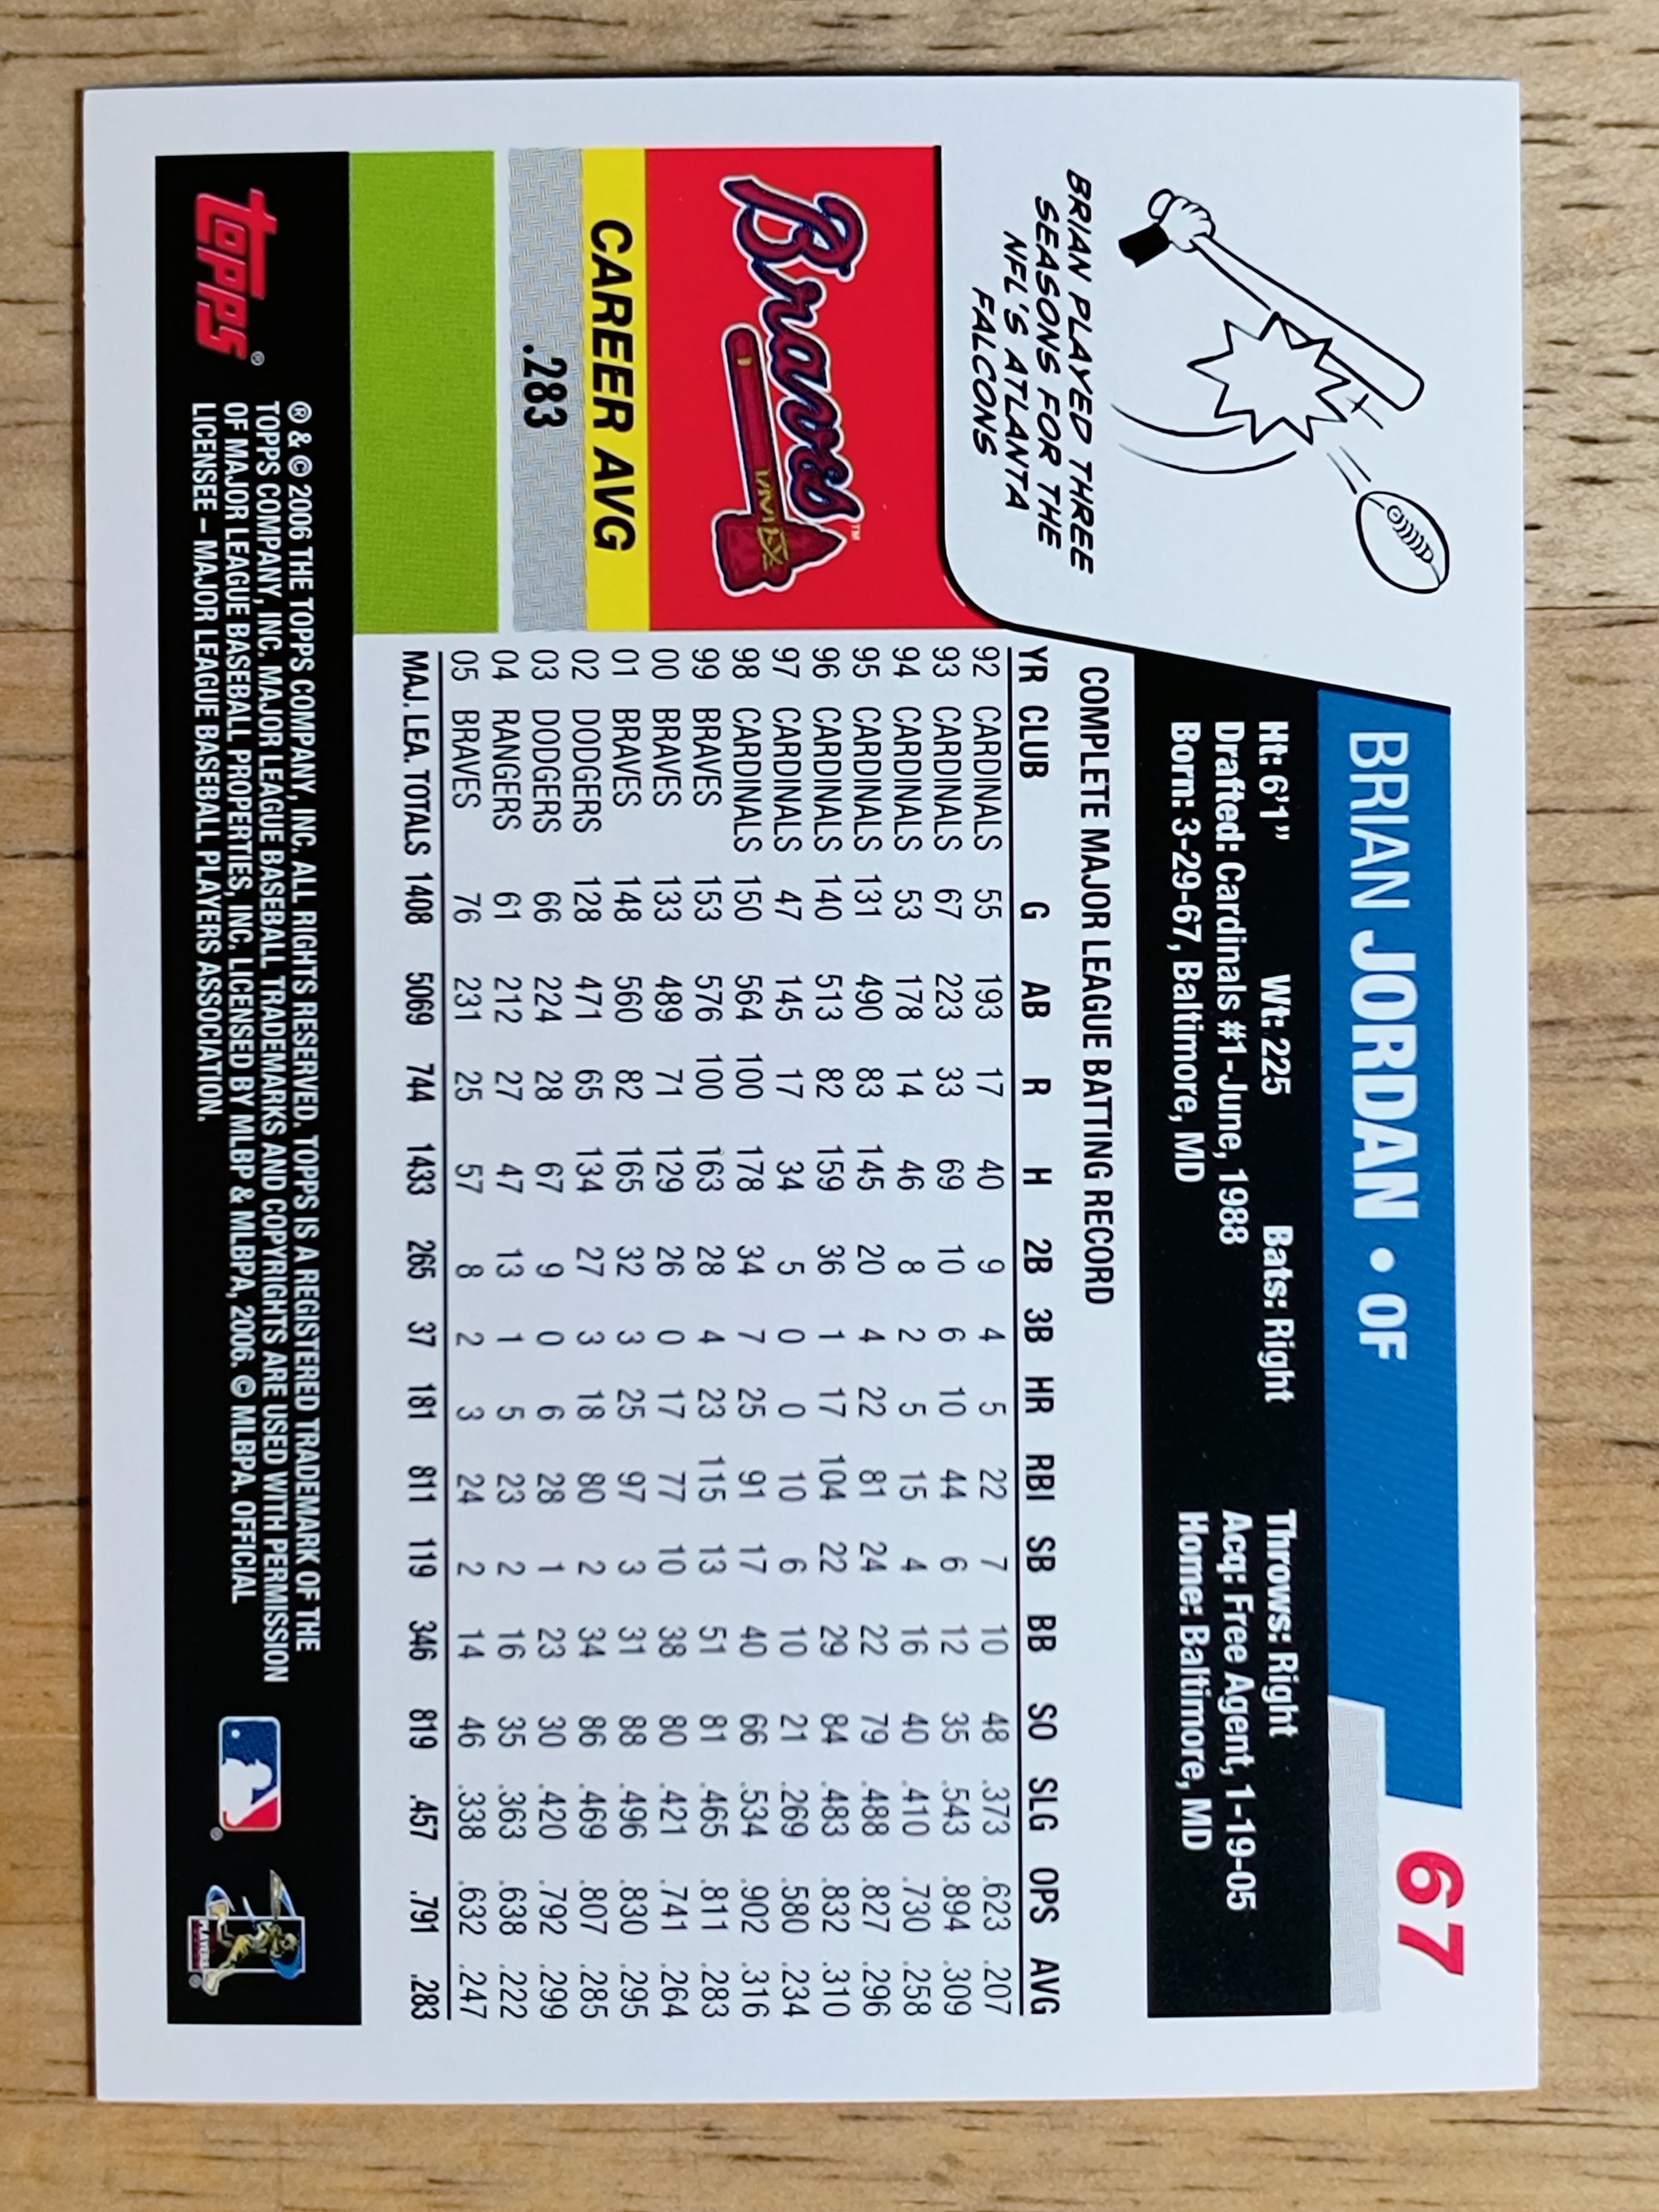 67
BRIAN JORDAN • OF
Ht: 6'1" Wt: 225 Bats: Right Throws: Right
Drafted: Cardinals #1-June, 1988 Acq: Free Agent, 1-19-05
Born: 3-29-67, Baltimore, MD Home: Baltimore, MD
BRIAN PLAYED THREE
SEASONS FOR THE
NFL'S ATLANTA
FALCONS
Braves™
CAREER AVG
.283
COMPLETE MAJOR LEAGUE BATTING RECORD
YR CLUB G AB R H 2B 3B HR RBI SB BB SO SLG OPS AVG
92 CARDINALS 55 193 17 40 9 4 5 22 7 10 48 .373 .623 .207
93 CARDINALS 67 223 33 69 10 6 10 44 6 12 35 .543 .894 .309
94 CARDINALS 53 178 14 46 8 2 5 15 4 16 40 .410 .730 .258
95 CARDINALS 131 490 83 145 20 4 22 81 24 22 79 .488 .827 .296
96 CARDINALS 140 513 82 159 36 1 17 104 22 29 84 .483 .832 .310
97 CARDINALS 47 145 17 34 5 0 0 10 6 10 21 .269 .580 .234
98 CARDINALS 150 564 100 178 34 7 25 91 17 40 66 .534 .902 .316
99 BRAVES 153 576 100 163 28 4 23 115 13 51 81 .465 .811 .283
00 BRAVES 133 489 71 129 26 0 17 77 10 38 80 .421 .741 .264
01 BRAVES 148 560 82 165 32 3 25 97 3 31 88 .496 .830 .295
02 DODGERS 128 471 65 134 27 3 18 80 2 34 86 .469 .807 .285
03 DODGERS 66 224 28 67 9 0 6 28 1 23 30 .420 .792 .299
04 RANGERS 61 212 27 47 13 1 5 23 2 16 35 .363 .638 .222
05 BRAVES 76 231 25 57 8 2 3 24 2 14 46 .338 .632 .247
MAJ. LEA. TOTALS 1408 5069 744 1433 265 37 181 811 119 346 819 .457 .791 .283
topps®
® & © 2006 THE TOPPS COMPANY, INC. ALL RIGHTS RESERVED. TOPPS IS A REGISTERED TRADEMARK OF THE
TOPPS COMPANY, INC. MAJOR LEAGUE BASEBALL TRADEMARKS AND COPYRIGHTS ARE USED WITH PERMISSION
OF MAJOR LEAGUE BASEBALL PROPERTIES, INC. LICENSED BY MLBP & MLBPA, 2006. © MLBPA. OFFICIAL
LICENSEE – MAJOR LEAGUE BASEBALL PLAYERS ASSOCIATION.